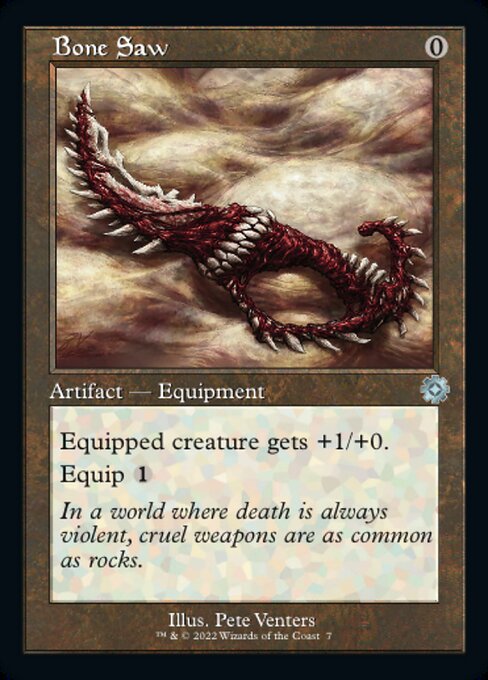 Bone Saw 0
Artifact — Equipment
Equipped creature gets +1/+0.
Equip 1
In a world where death is always
violent, cruel weapons are as common
as rocks.
Illus. Pete Venters
™ & © 2022 Wizards of the Coast 7